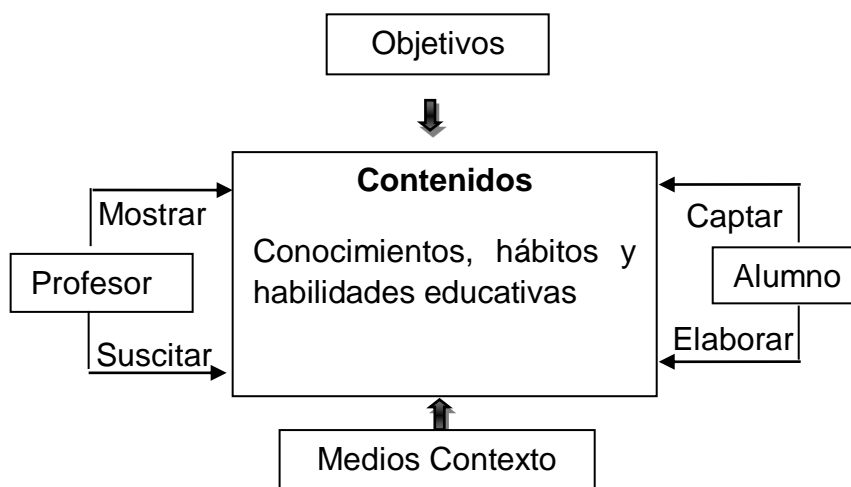 Objetivos
Contenidos
Mostrar
Captar
Conocimientos, hábitos y
habilidades educativas
Profesor
Alumno
Suscitar
Elaborar
Medios Contexto